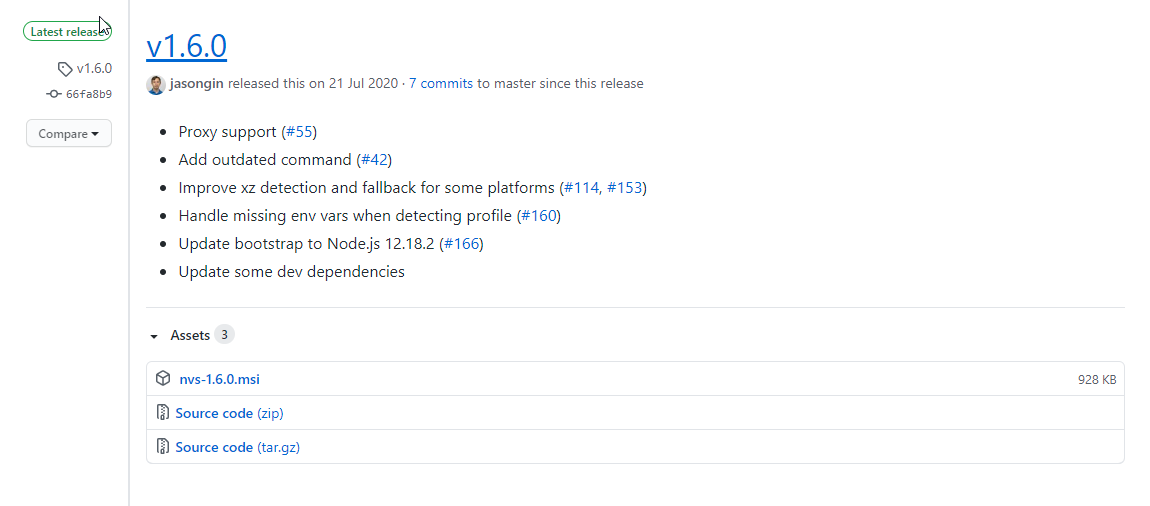 Latest release
v1.6.0
66fa8b9
Compare
v1.6.0
jasongin released this on 21 Jul 2020 · 7 commits to master since this release
Proxy support (#55)
Add outdated command (#42)
Improve xz detection and fallback for some platforms (#114, #153)
Handle missing env vars when detecting profile (#160)
Update bootstrap to Node.js 12.18.2 (#166)
Update some dev dependencies
Assets 3
nvs-1.6.0.msi 928 KB
Source code (zip)
Source code (tar.gz)